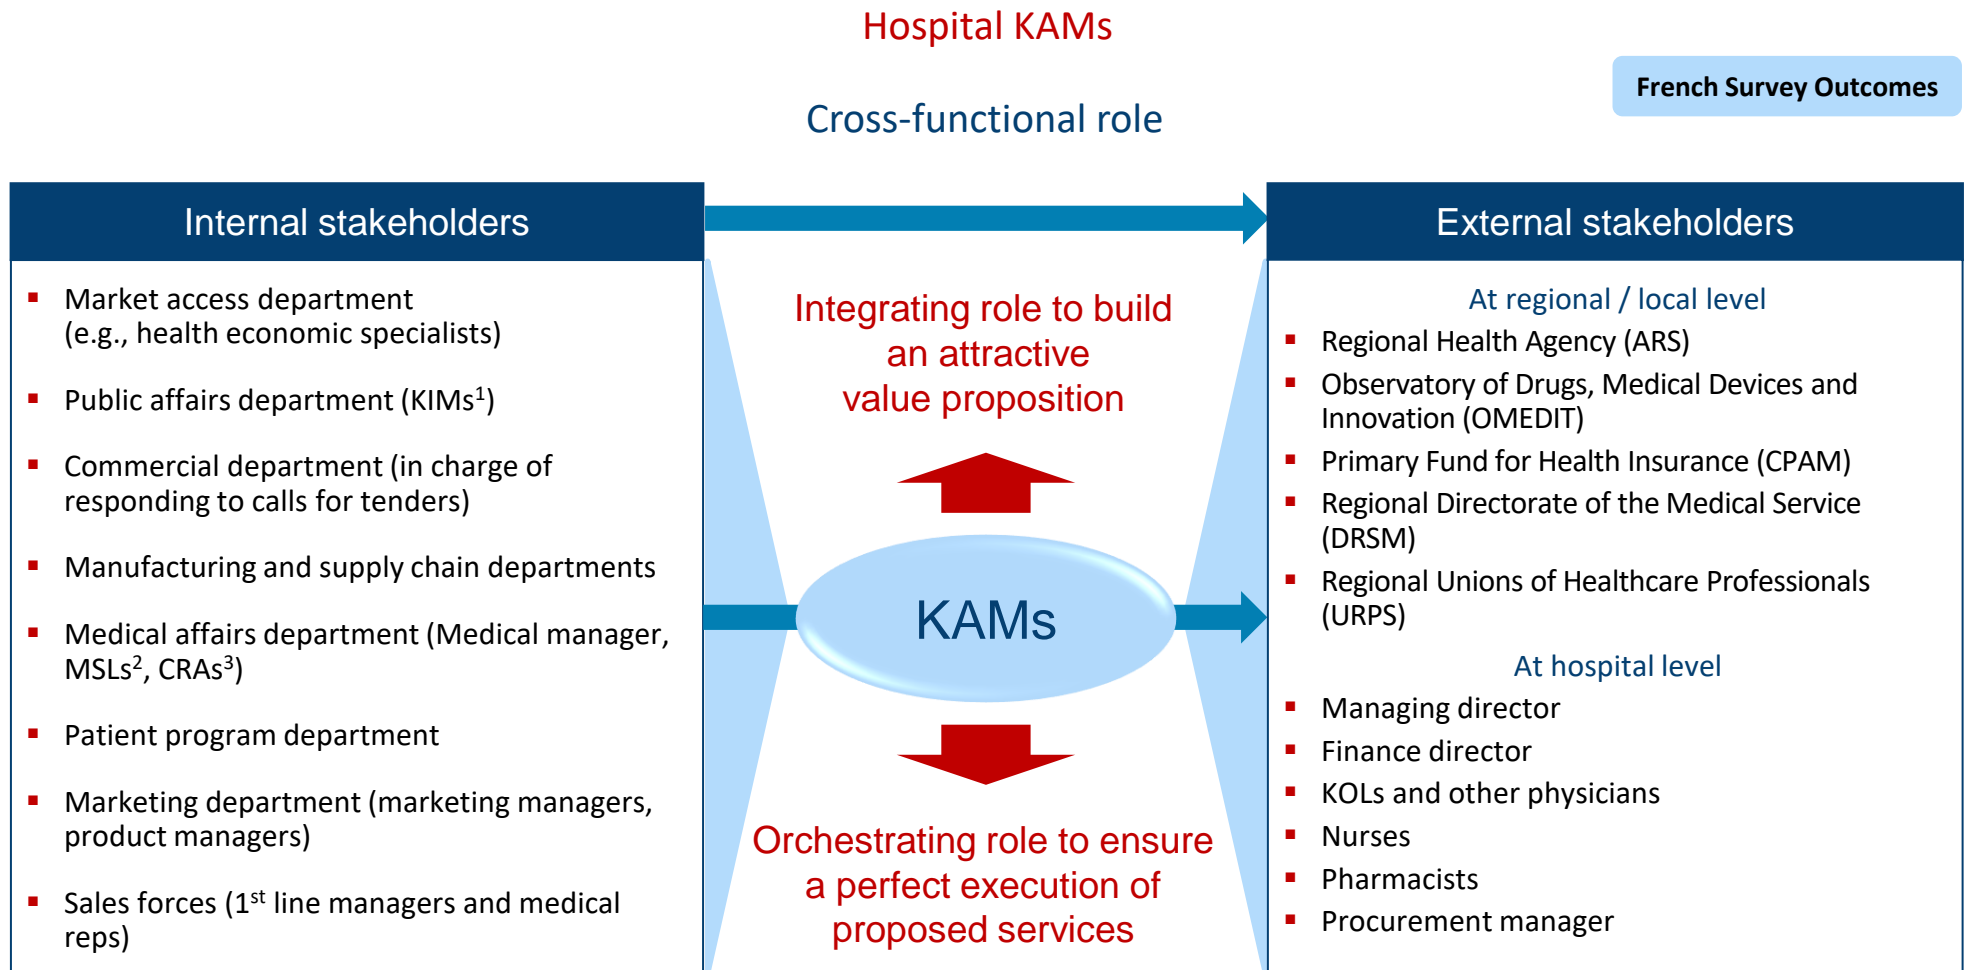 Hospital KAMs
French Survey Outcomes
Cross-functional role
Internal stakeholders
▪ Market access department
(e.g., health economic specialists)
▪ Public affairs department (KIMs¹)
▪ Commercial department (in charge of
responding to calls for tenders)
▪ Manufacturing and supply chain departments
▪ Medical affairs department (Medical manager,
MSLs², CRAs³)
▪ Patient program department
▪ Marketing department (marketing managers,
product managers)
▪ Sales forces (1st line managers and medical
reps)
Integrating role to build
an attractive
value proposition
KAMs
Orchestrating role to ensure
a perfect execution of
proposed services
External stakeholders
At regional / local level
▪ Regional Health Agency (ARS)
▪ Observatory of Drugs, Medical Devices and
Innovation (OMEDIT)
▪ Primary Fund for Health Insurance (CPAM)
▪ Regional Directorate of the Medical Service
(DRSM)
▪ Regional Unions of Healthcare Professionals
(URPS)
At hospital level
▪ Managing director
▪ Finance director
▪ KOLs and other physicians
▪ Nurses
▪ Pharmacists
▪ Procurement manager